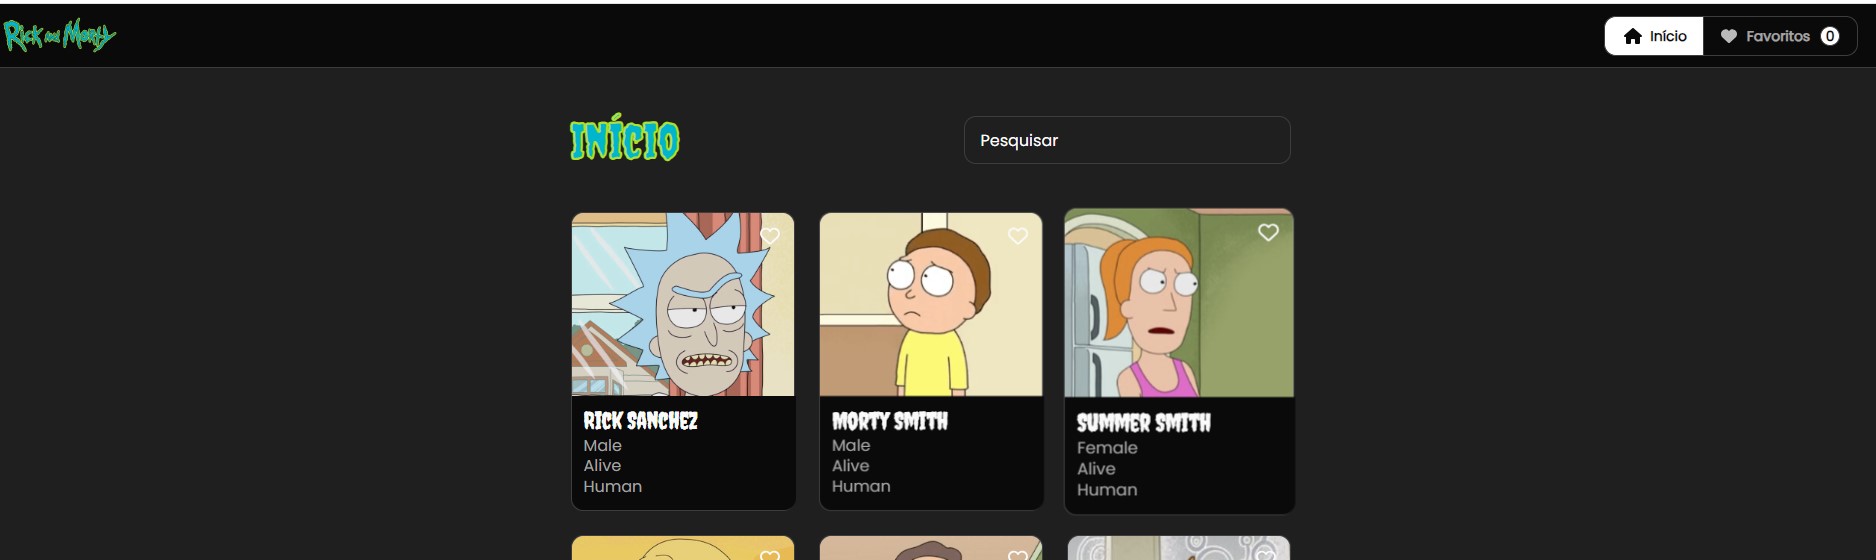 Rick and Morty
Início
Favoritos 0
INÍCIO
Pesquisar
RICK SANCHEZ
Male
Alive
Human
MORTY SMITH
Male
Alive
Human
SUMMER SMITH
Female
Alive
Human